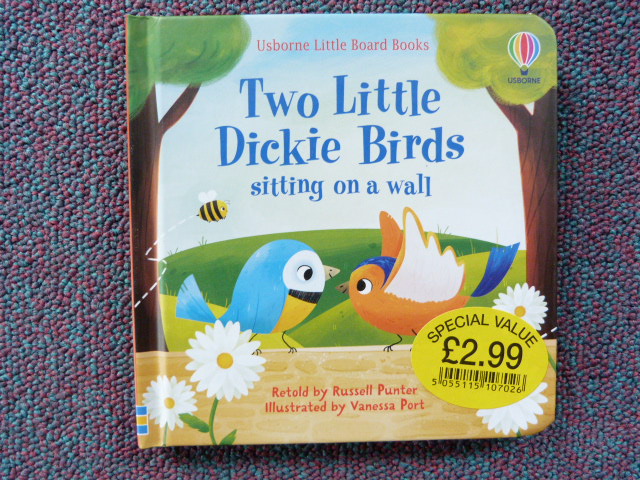 Usborne Little Board Books
USBORNE
Two Little
Dickie Birds
sitting on a wall
SPECIAL VALUE
£2.99
5 055115 107026
Retold by Russell Punter
Illustrated by Vanessa Port